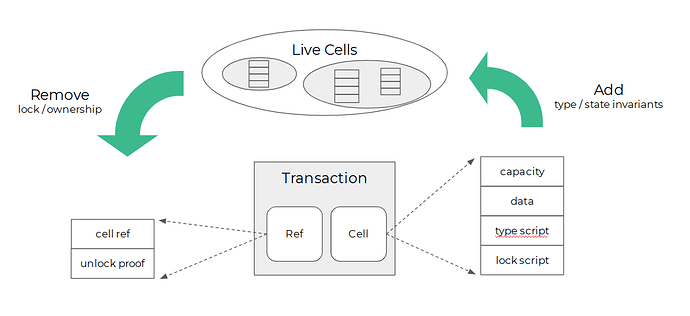 Live Cells
Remove
lock / ownership
Add
type / state invariants
Transaction
Ref
Cell
cell ref
unlock proof
capacity
data
type script
lock script